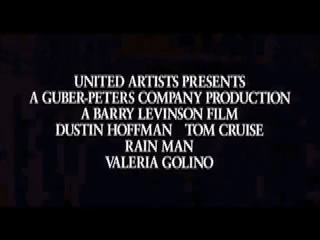 UNITED ARTISTS PRESENTS
A GUBER-PETERS COMPANY PRODUCTION
A BARRY LEVINSON FILM
DUSTIN HOFFMAN TOM CRUISE
RAIN MAN
VALERIA GOLINO